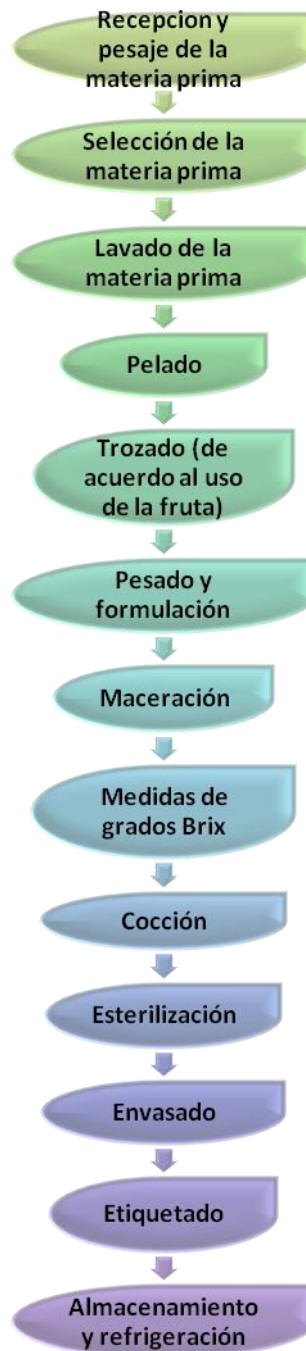 Recepcion y
pesaje de la
materia prima
Selección de la
materia prima
Lavado de la
materia prima
Pelado
Trozado (de
acuerdo al uso
de la fruta)
Pesado y
formulación
Maceración
Medidas de
grados Brix
Cocción
Esterilización
Envasado
Etiquetado
Almacenamiento
y refrigeración